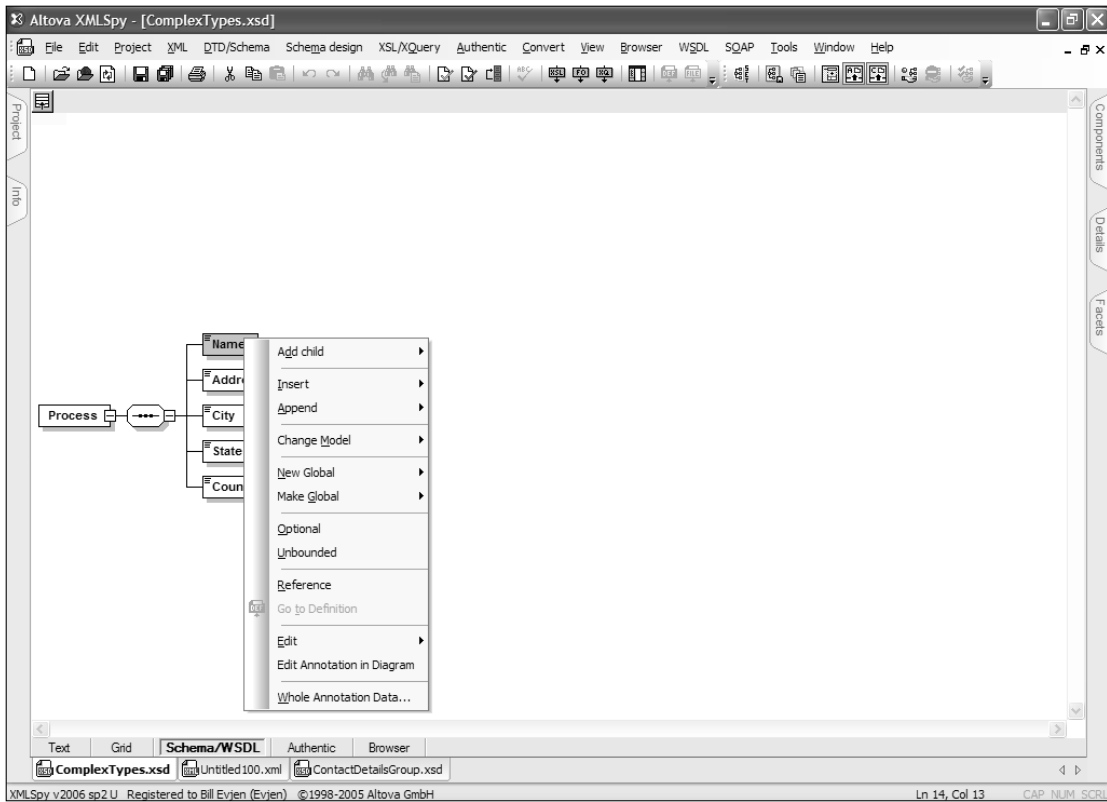 Altova XMLSpy - [ComplexTypes.xsd]
File Edit Project XML DTD/Schema Schema design XSL/XQuery Authentic Convert View Browser WSDL SOAP Tools Window Help
Project
Info
Components
Details
Facets
Process
Name
Addre
City
State
Coun
Add child
Insert
Append
Change Model
New Global
Make Global
Optional
Unbounded
Reference
Go to Definition
Edit
Edit Annotation in Diagram
Whole Annotation Data...
Text Grid Schema/WSDL Authentic Browser
ComplexTypes.xsd Untitled100.xml ContactDetailsGroup.xsd
XMLSpy v2006 sp2 U Registered to Bill Evjen (Evjen) ©1998-2005 Altova GmbH Ln 14, Col 13 CAP NUM SCRL